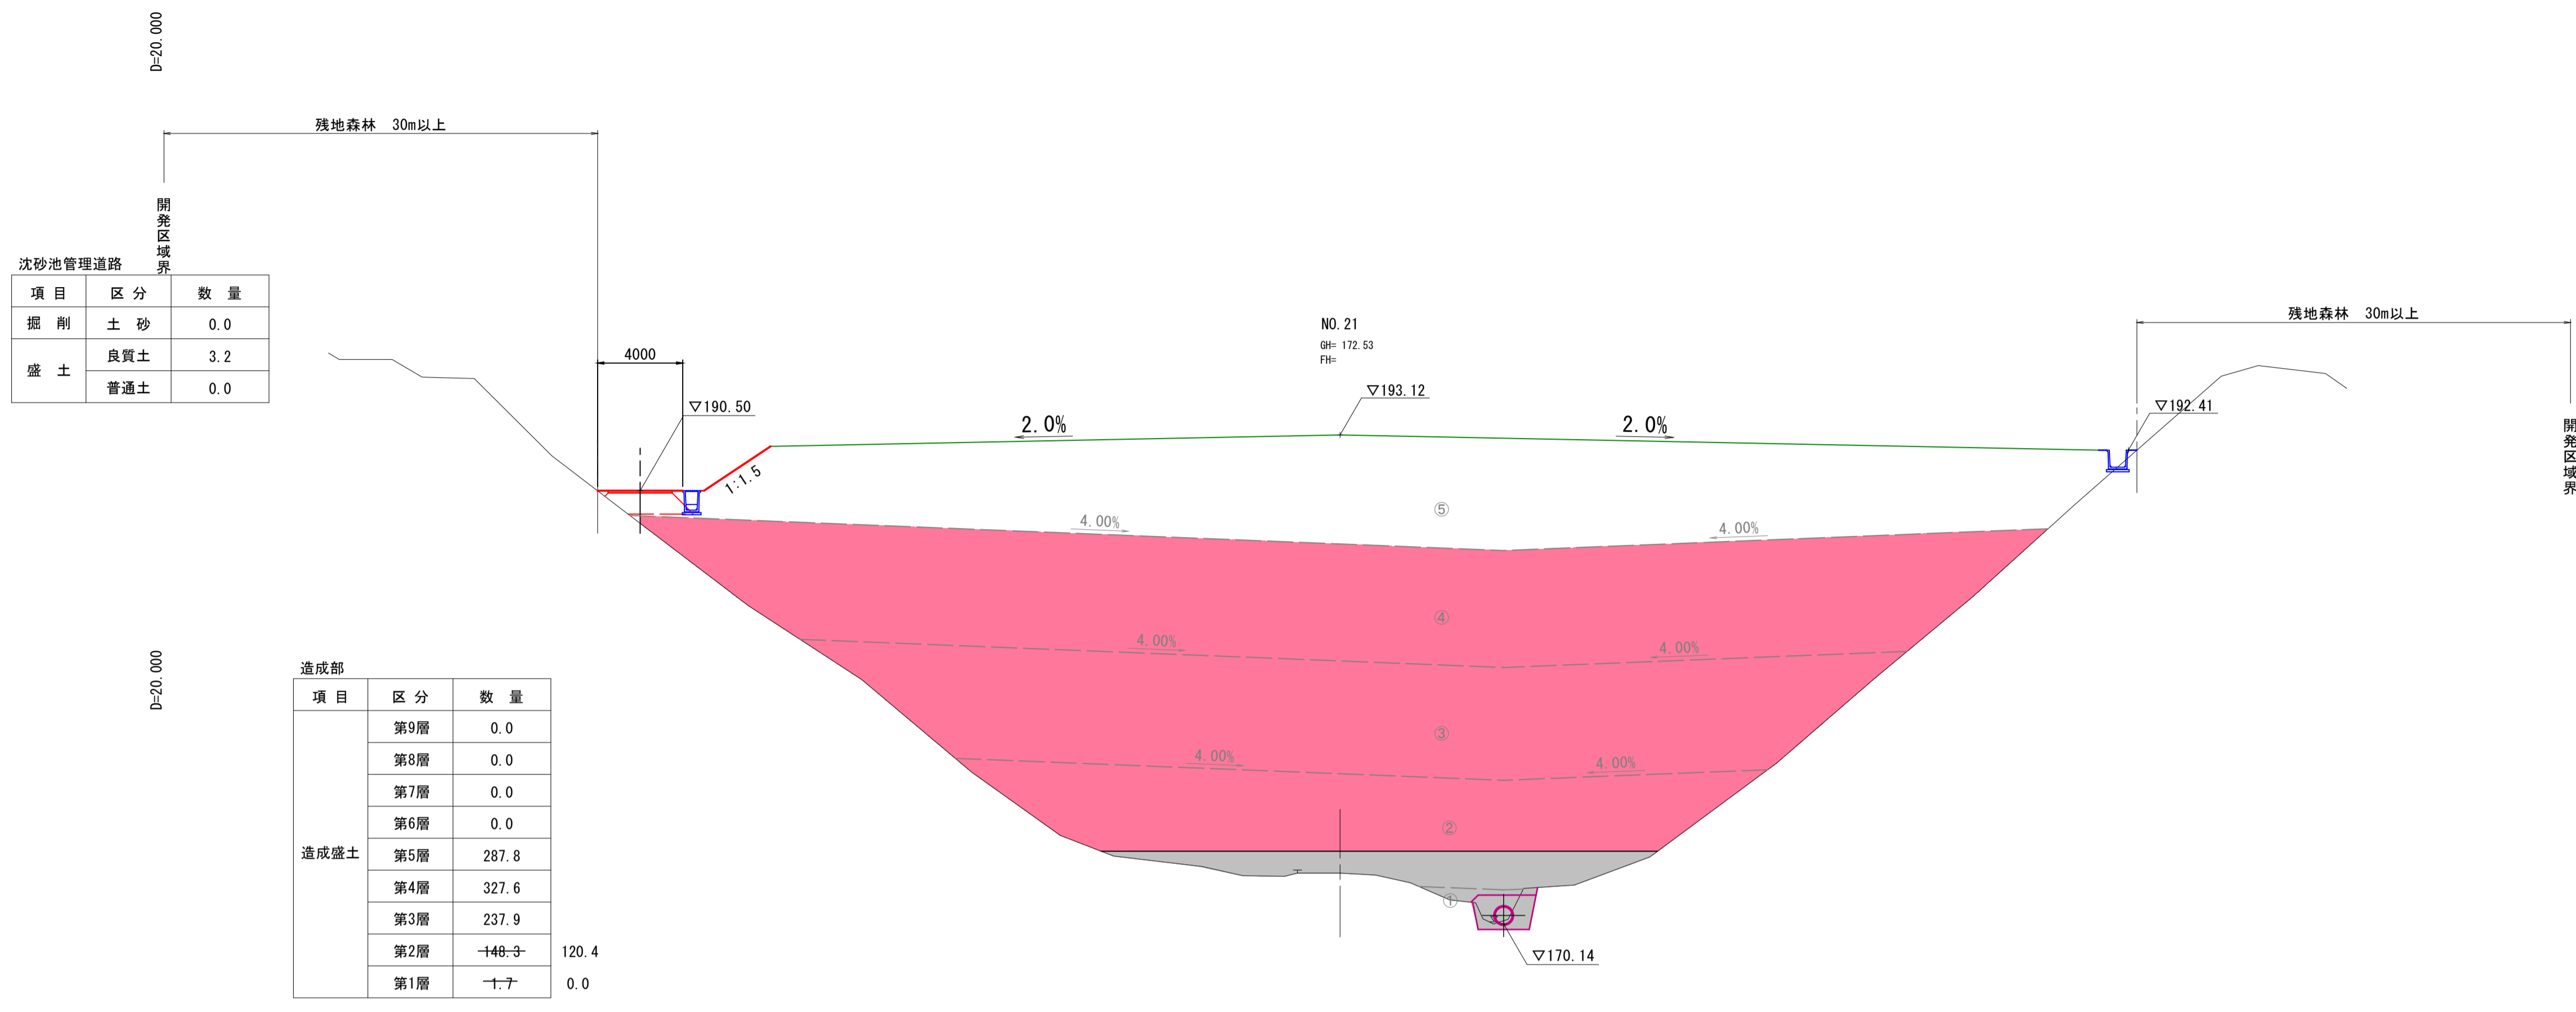 D=20.000
残地森林　30m以上
開発区域界
沈砂池管理道路
項 目 区 分 数　量
掘　削 土　砂 0.0
盛　土 良質土 3.2
普通土 0.0
4000
▽190.50
1:1.5
2.0%
NO.21
GH= 172.53
FH=
▽193.12
2.0%
残地森林　30m以上
▽192.41
開発区域界
⑤
4.00%
4.00%
④
4.00%
4.00%
③
4.00%
4.00%
②
①
▽170.14
D=20.000
造成部
項 目 区 分 数　量
造成盛土
第9層 0.0
第8層 0.0
第7層 0.0
第6層 0.0
第5層 287.8
第4層 327.6
第3層 237.9
第2層 148.3 120.4
第1層 1.7 0.0